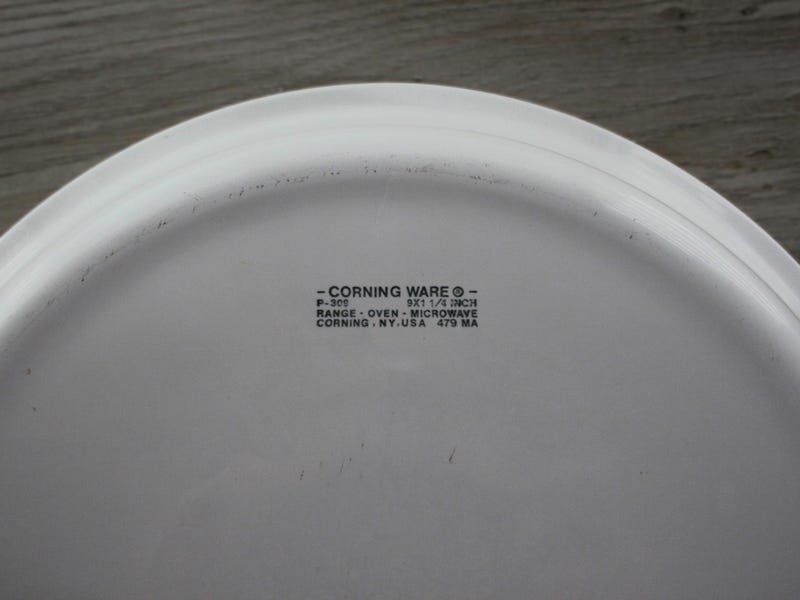 - CORNING WARE ® -
P-309 9X1 1/4 INCH
RANGE - OVEN - MICROWAVE
CORNING, NY, USA 479 MA